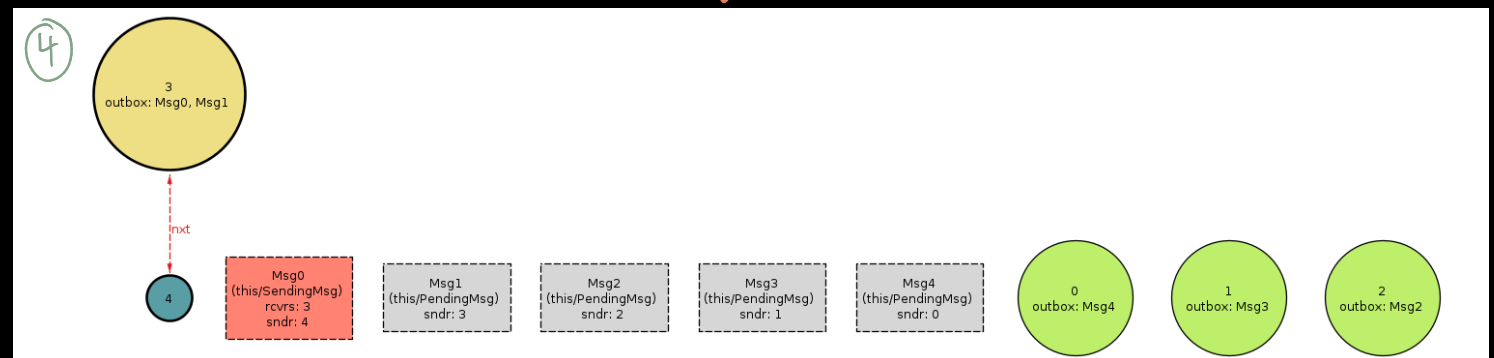 4
3
outbox: Msg0, Msg1
nxt
4
Msg0
(this/SendingMsg)
rcvrs: 3
sndr: 4
Msg1
(this/PendingMsg)
sndr: 3
Msg2
(this/PendingMsg)
sndr: 2
Msg3
(this/PendingMsg)
sndr: 1
Msg4
(this/PendingMsg)
sndr: 0
0
outbox: Msg4
1
outbox: Msg3
2
outbox: Msg2